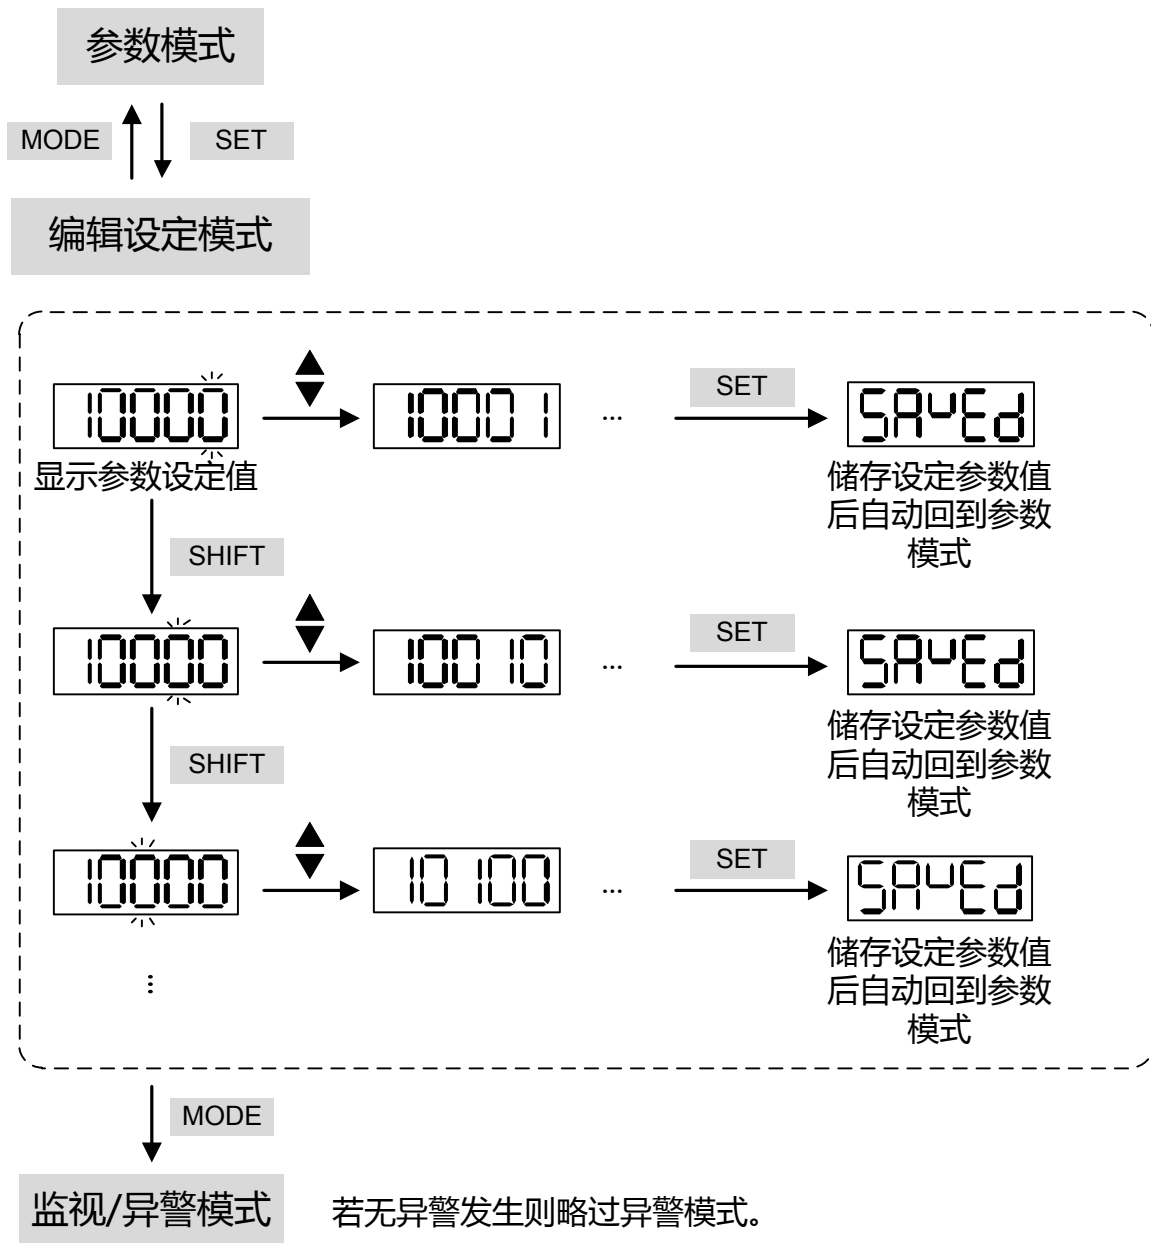 参数模式
MODE
SET
编辑设定模式
10000
10001
...
SET
SAvEd
显示参数设定值
储存设定参数值
后自动回到参数
模式
SHIFT
10000
10010
...
SET
SAvEd
储存设定参数值
后自动回到参数
模式
SHIFT
10000
10100
...
SET
SAvEd
储存设定参数值
后自动回到参数
模式
...
MODE
监视/异警模式
若无异警发生则略过异警模式。